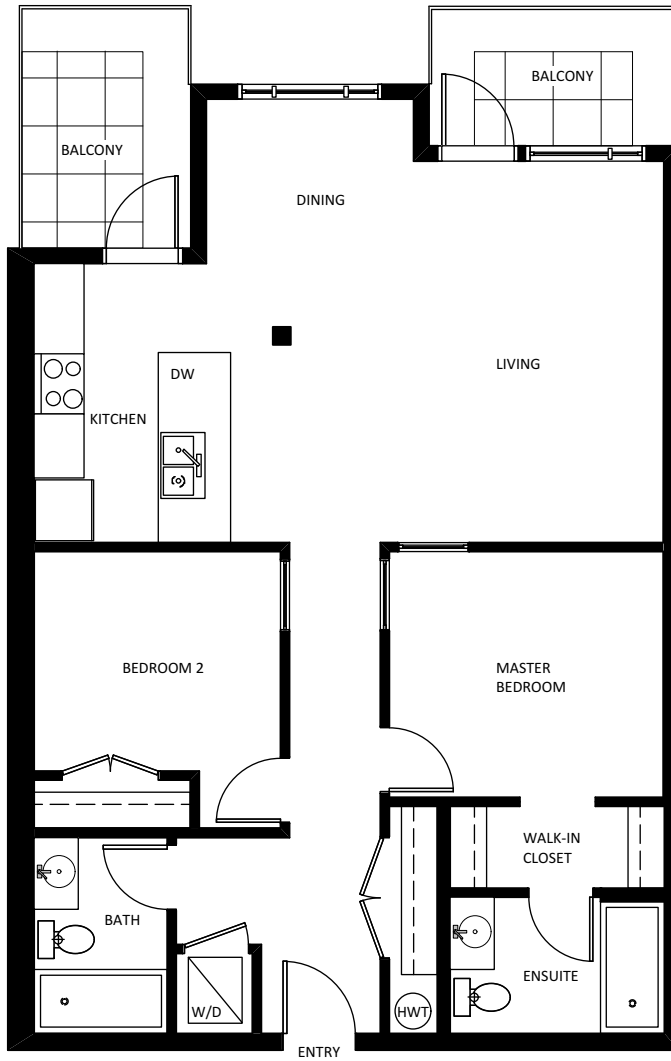 BALCONY
BALCONY
DINING
LIVING
DW
KITCHEN
BEDROOM 2
MASTER
BEDROOM
WALK-IN
CLOSET
BATH
ENSUITE
W/D
HWT
ENTRY